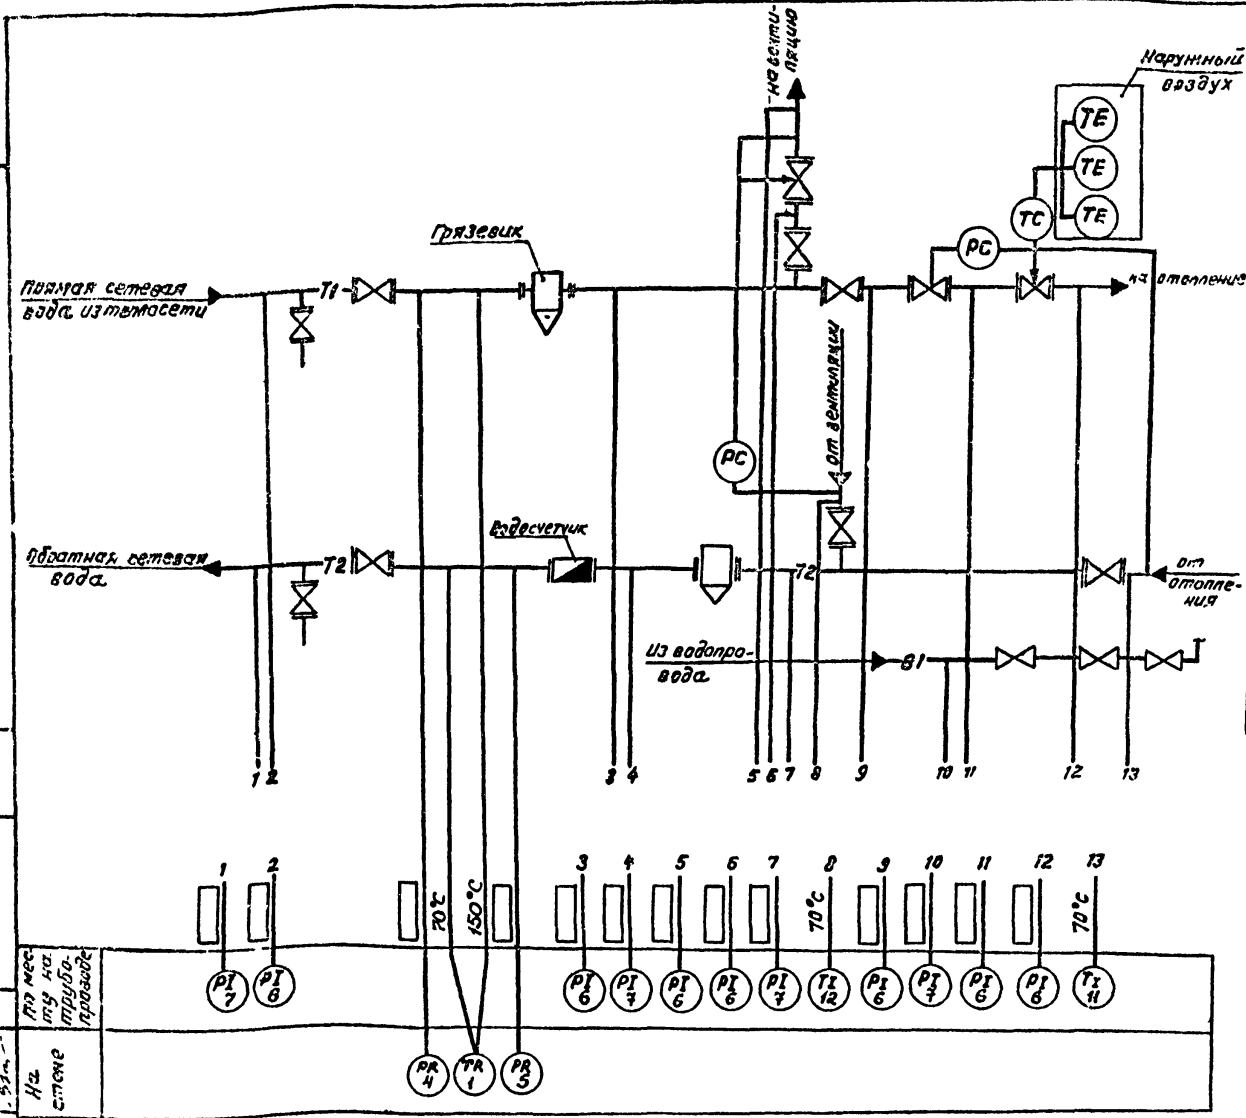 на венти-
ляцию
Наружный
воздух
TE
TE
TE
TC
PC
Грязевик
Прямая сетевая
вода из теплосети
T1
на отопление
от вентиляции
PC
Водосчетчик
Обратная сетевая
вода
T2
T2
от
отопле-
ния
Из водопро-
вода
В1
1 2 3 4 5 6 7 8 9 10 11 12 13
1 2 3 4 5 6 7 8 9 10 11 12 13
70°C
150°C
70°C
70°C
По мес-
ту на
трубо-
проводе
PI 7
PI 8
PI 6
PI 7
PI 6
PI 6
PI 7
TI 12
PI 6
PI 7
PI 6
PI 8
TI 11
На
стене
PR 4
TR 1
PR 5